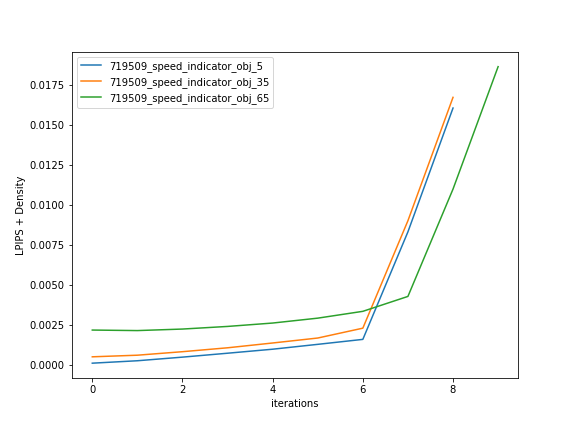 719509_speed_indicator_obj_5
719509_speed_indicator_obj_35
719509_speed_indicator_obj_65
0.0175
0.0150
0.0125
0.0100
0.0075
0.0050
0.0025
0.0000
LPIPS + Density
0 2 4 6 8
iterations